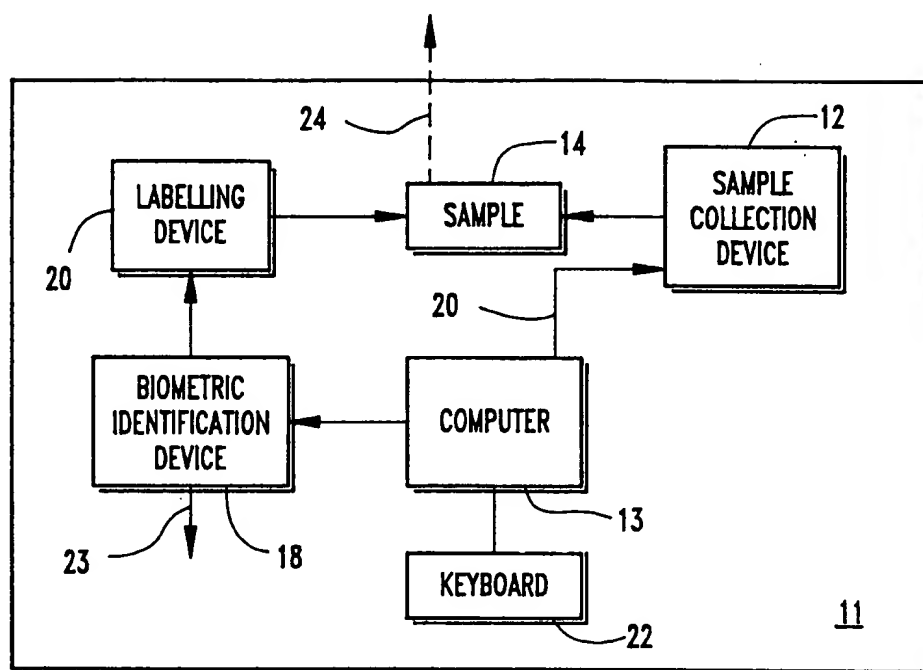 24
14
12
LABELLING
DEVICE
SAMPLE
SAMPLE
COLLECTION
DEVICE
20
20
BIOMETRIC
IDENTIFICATION
DEVICE
COMPUTER
23
18
13
KEYBOARD
22
11